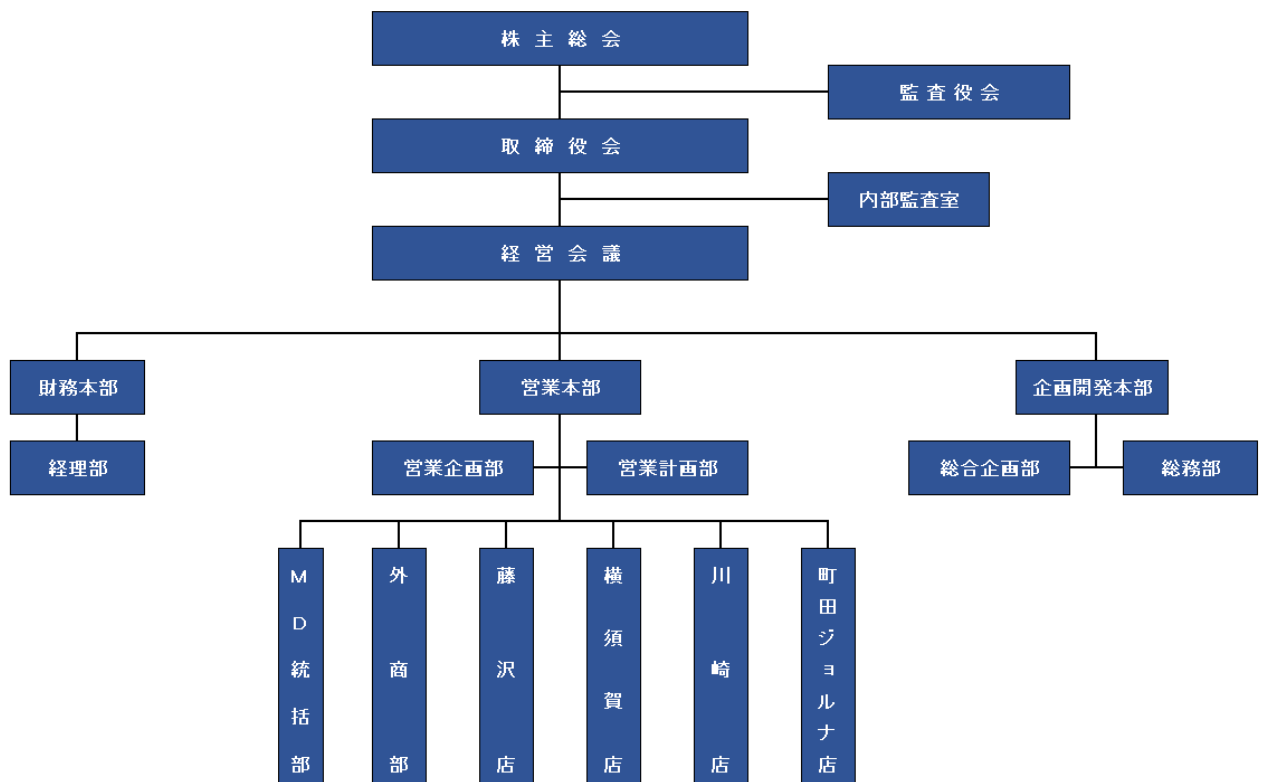 株主総会
監査役会
取締役会
内部監査室
経営会議
財務本部
営業本部
企画開発本部
経理部
営業企画部
営業計画部
総合企画部
総務部
MD統括部
外商部
藤沢店
横須賀店
川崎店
町田ジョルナ店